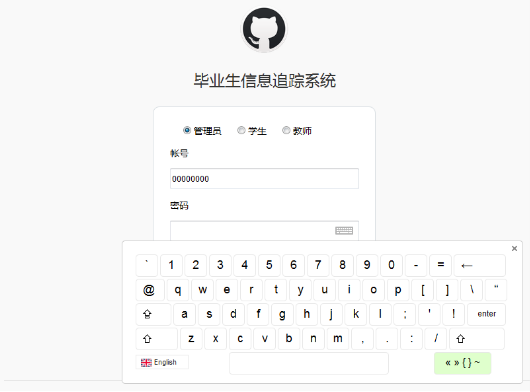 毕业生信息追踪系统
管理员 学生 教师
帐号
00000000
密码
` 1 2 3 4 5 6 7 8 9 0 - = ←
@ q w e r t y u i o p [ ] \ "
a s d f g h j k l ; ' ! enter
z x c v b n m , . : /
English « » { } ~